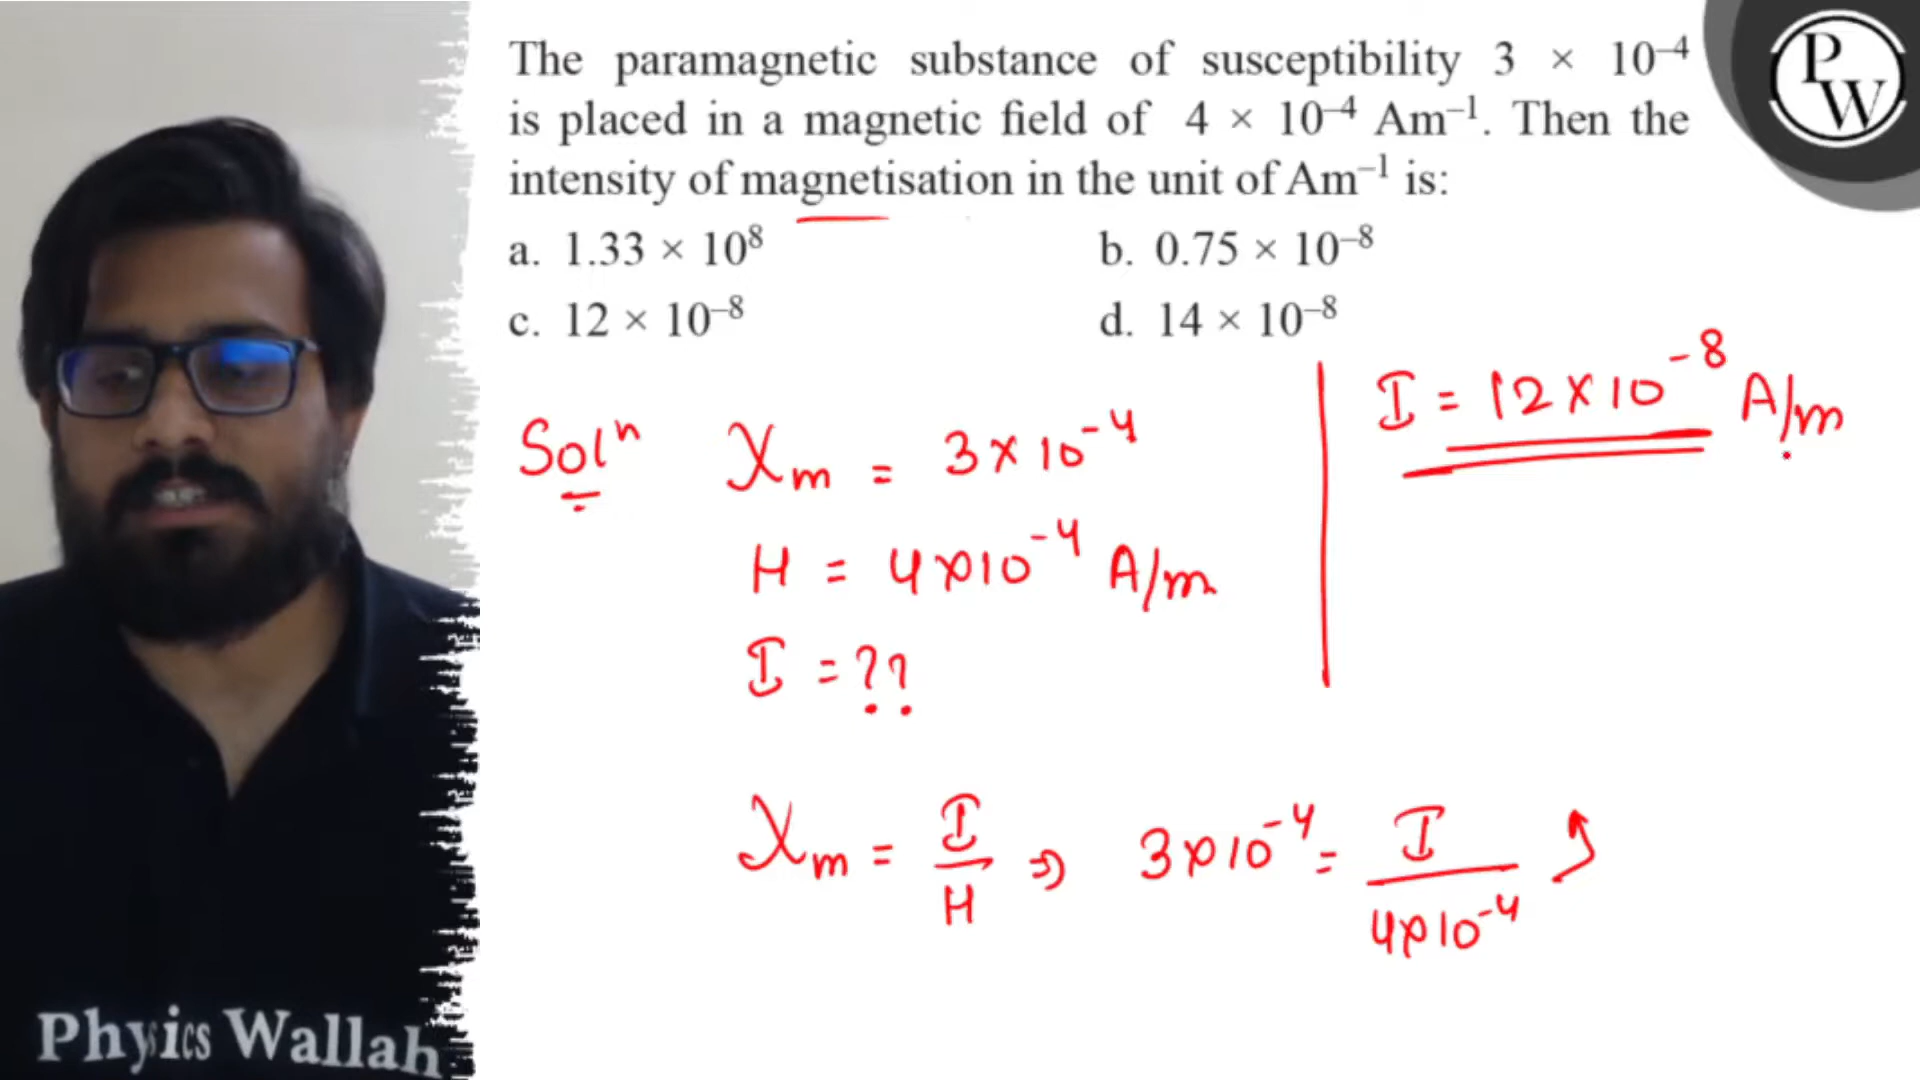 The paramagnetic substance of susceptibility 3 × 10⁻⁴
is placed in a magnetic field of 4 × 10⁻⁴ Am⁻¹. Then the
intensity of magnetisation in the unit of Am⁻¹ is:
a. 1.33 × 10⁸
b. 0.75 × 10⁻⁸
c. 12 × 10⁻⁸
d. 14 × 10⁻⁸
PW
Solⁿ
χm = 3×10⁻⁴
H = 4×10⁻⁴ A/m
I = ??
χm = I/H ⇒ 3×10⁻⁴ = I/4×10⁻⁴
I = 12×10⁻⁸ A/m
Physics Wallah